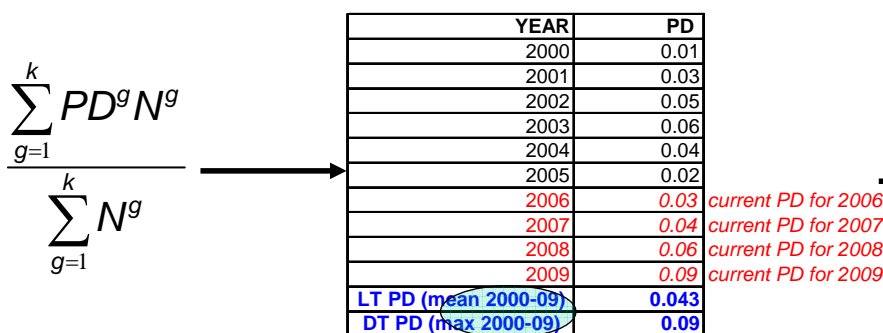 k
∑ PD^g N^g
g=1
k
∑ N^g
g=1
YEAR PD
2000 0.01
2001 0.03
2002 0.05
2003 0.06
2004 0.04
2005 0.02
2006 0.03 current PD for 2006
2007 0.04 current PD for 2007
2008 0.06 current PD for 2008
2009 0.09 current PD for 2009
LT PD (mean 2000-09) 0.043
DT PD (max 2000-09) 0.09
.